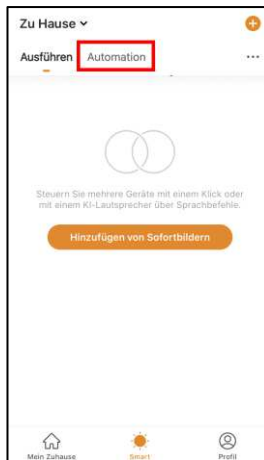 Zu Hause
Ausführen Automation
Steuern Sie mehrere Geräte mit einem Klick oder
mit einem KI-Lautsprecher über Sprachbefehle.
Hinzufügen von Sofortbildern
Mein Zuhause Smart Profil